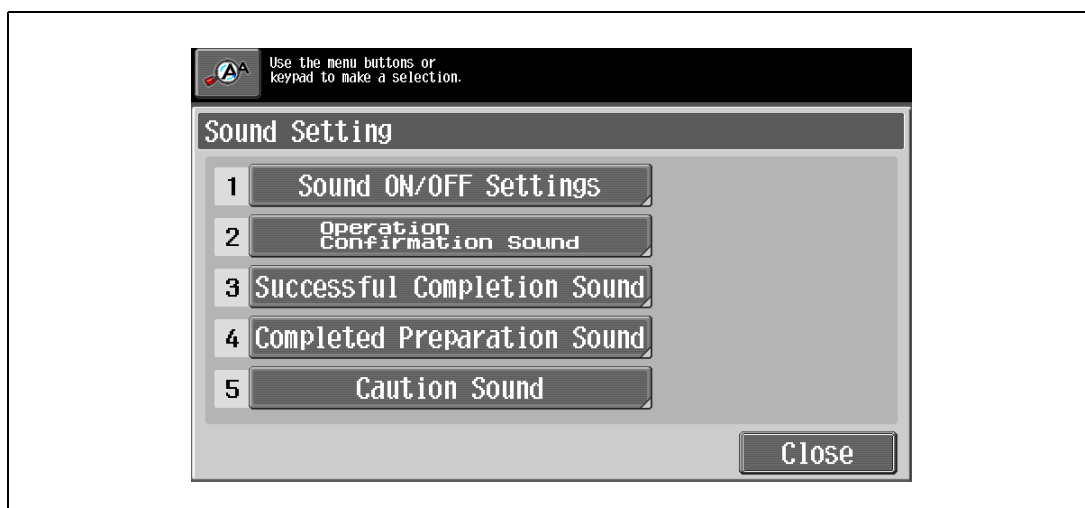 Use the menu buttons or
keypad to make a selection.
Sound Setting
1 Sound ON/OFF Settings
2 Operation
Confirmation Sound
3 Successful Completion Sound
4 Completed Preparation Sound
5 Caution Sound
Close